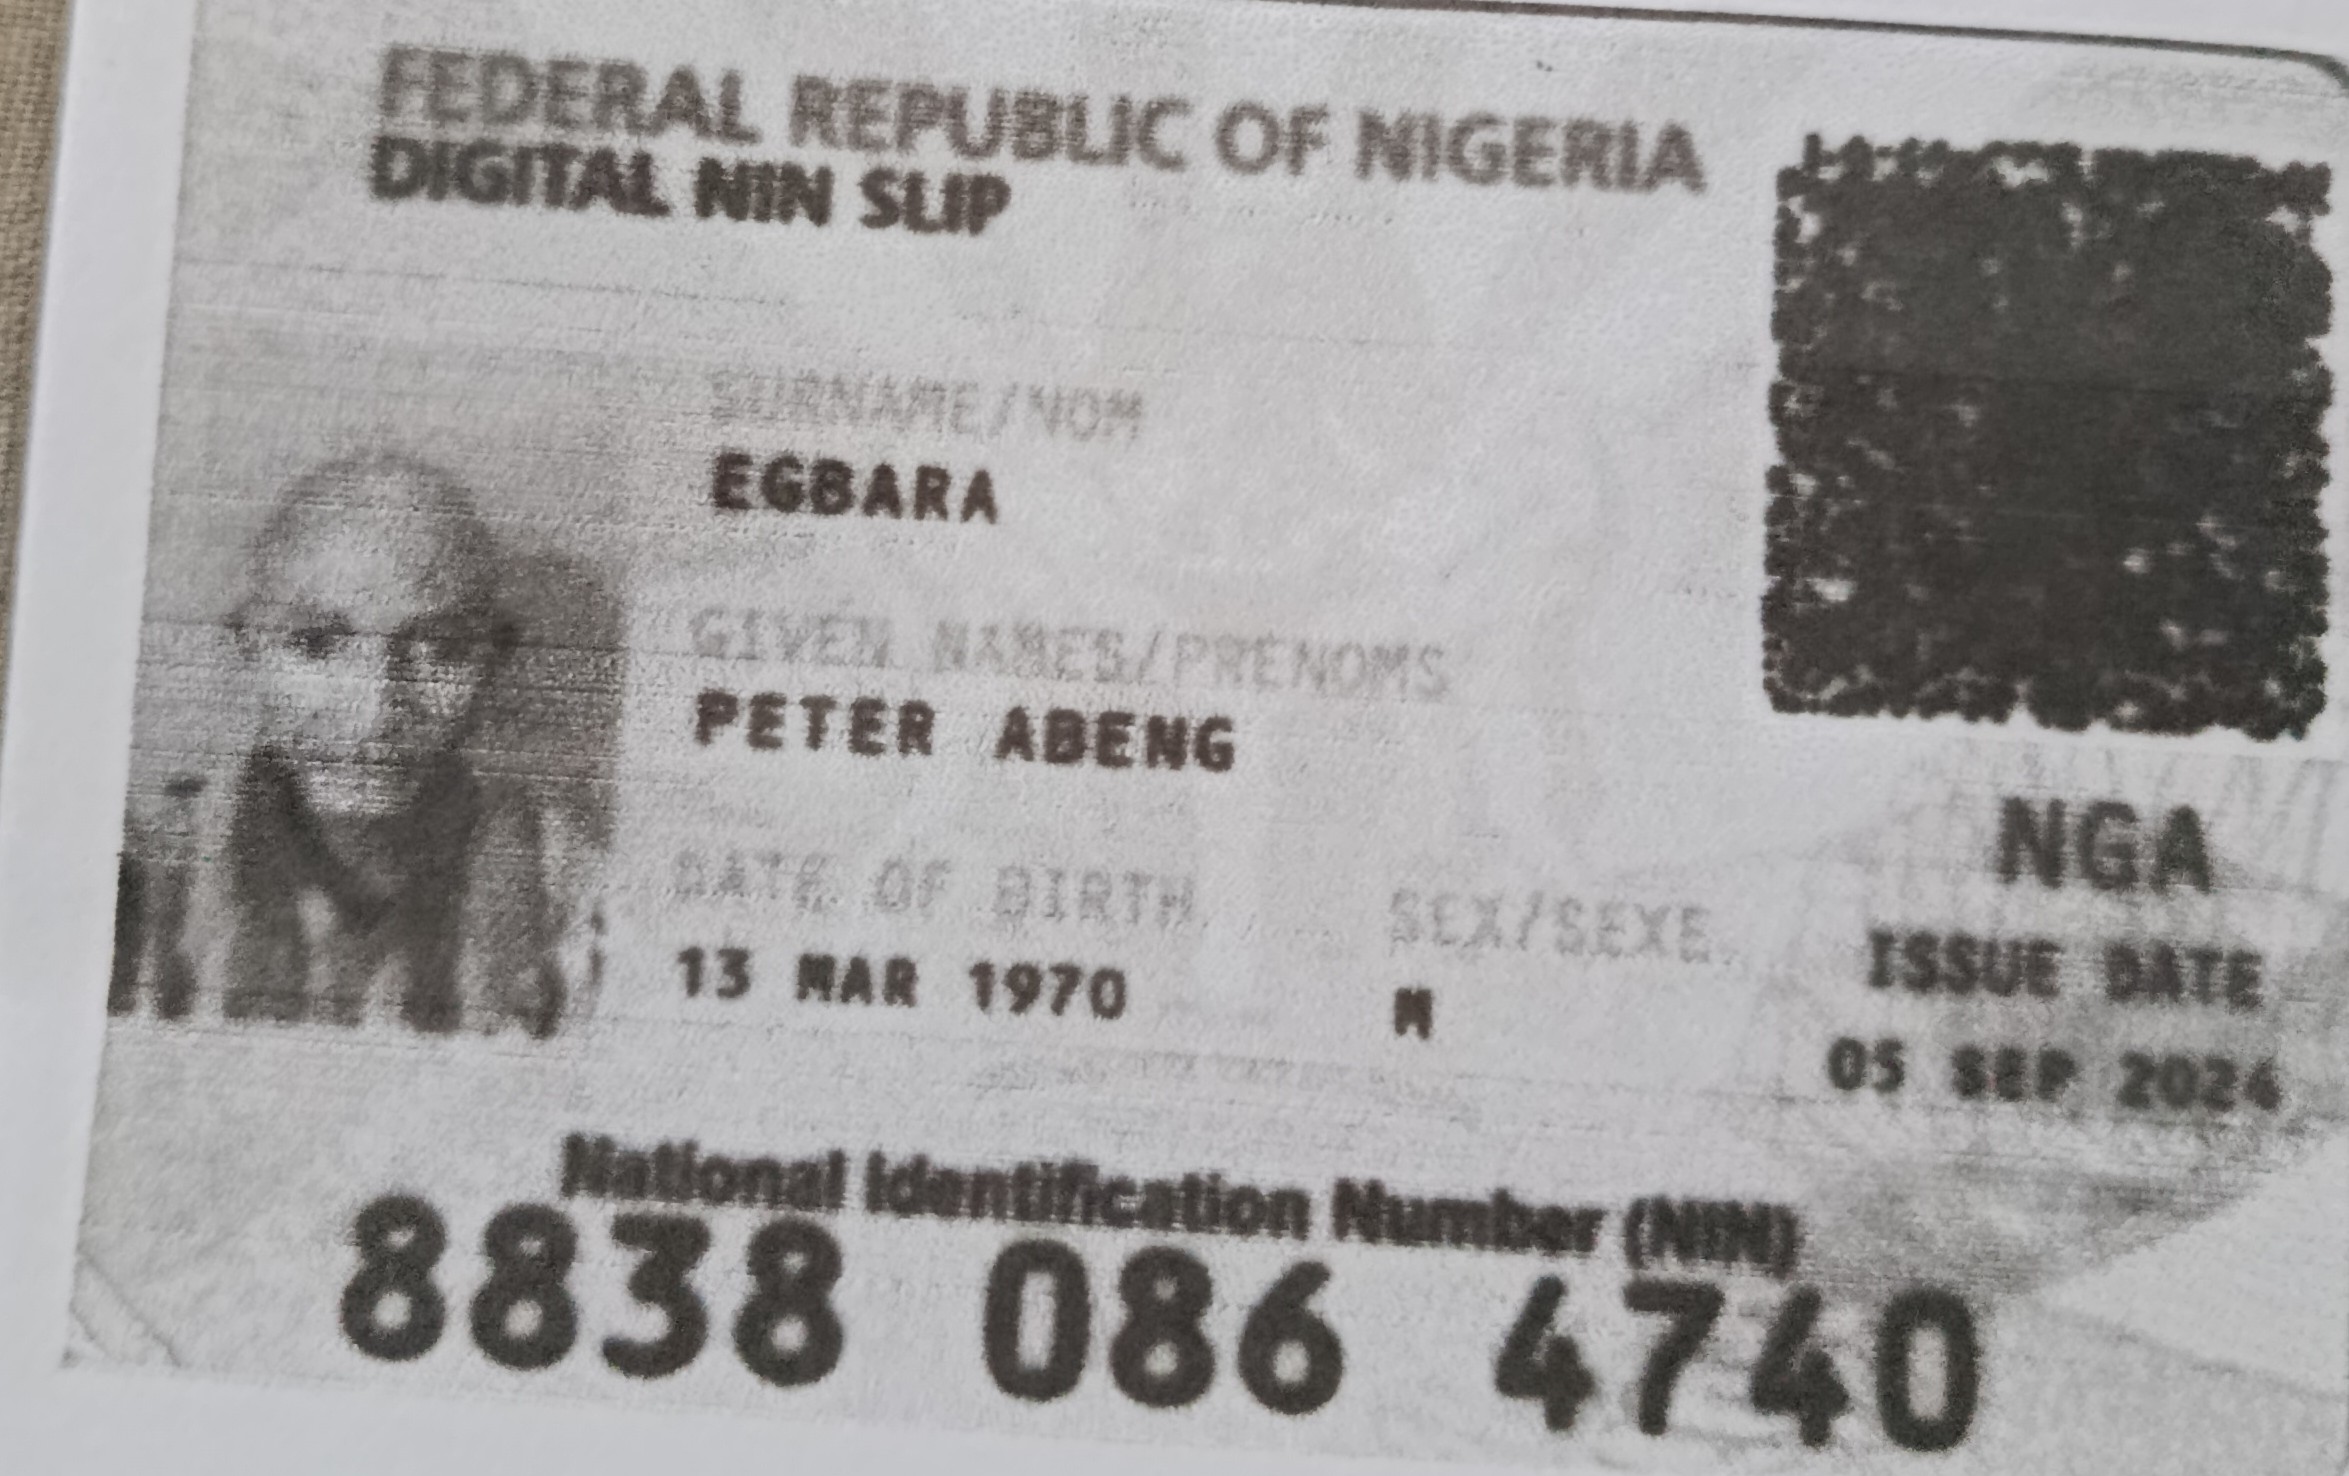 FEDERAL REPUBLIC OF NIGERIA
DIGITAL NIN SLIP
SURNAME/NOM
EGBARA
GIVEN NAMES/PRENOMS
PETER ABENG
DATE OF BIRTH
13 MAR 1970
SEX/SEXE
M
NGA
ISSUE DATE
05 SEP 2024
National Identification Number (NIN)
8838 086 4740